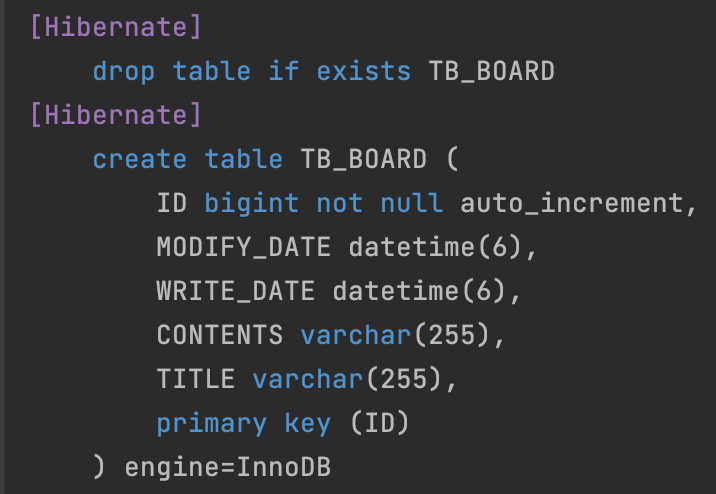 [Hibernate]
    drop table if exists TB_BOARD
[Hibernate]
    create table TB_BOARD (
        ID bigint not null auto_increment,
        MODIFY_DATE datetime(6),
        WRITE_DATE datetime(6),
        CONTENTS varchar(255),
        TITLE varchar(255),
        primary key (ID)
    ) engine=InnoDB